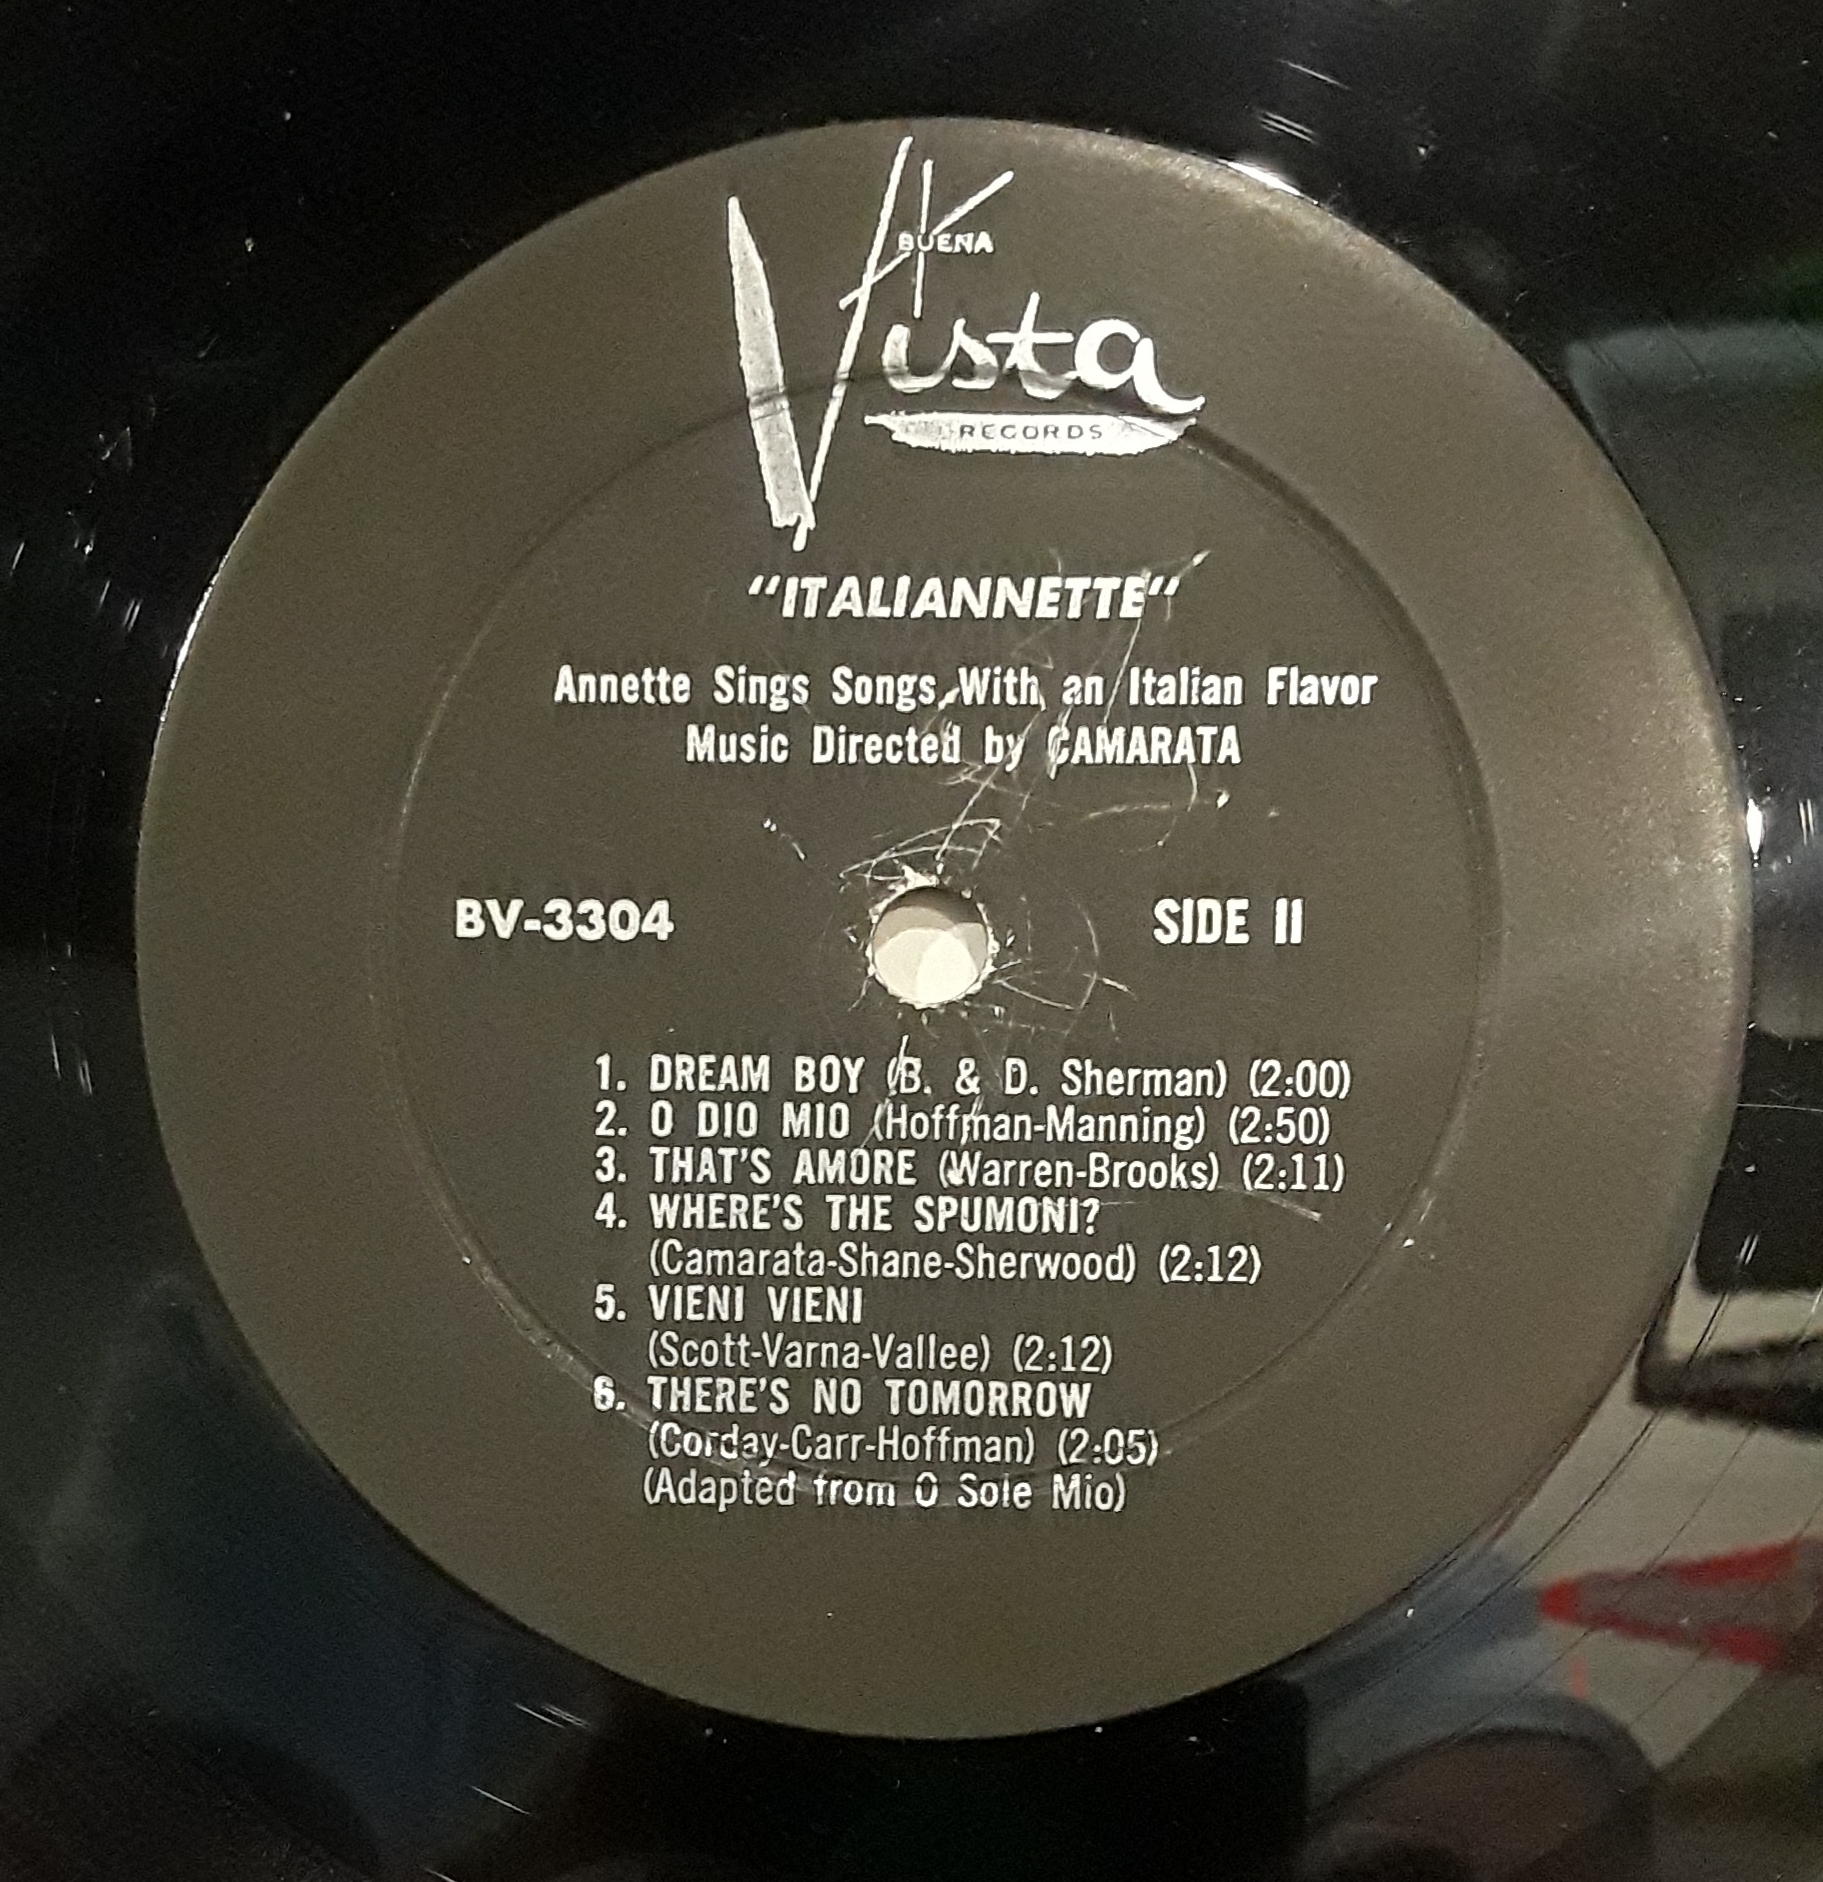 BUENA
Vista
RECORDS
"ITALIANNETTE"
Annette Sings Songs With an Italian Flavor
Music Directed by CAMARATA
BV-3304 SIDE II
1. DREAM BOY (B. & D. Sherman) (2:00)
2. O DIO MIO (Hoffman-Manning) (2:50)
3. THAT'S AMORE (Warren-Brooks) (2:11)
4. WHERE'S THE SPUMONI?
(Camarata-Shane-Sherwood) (2:12)
5. VIENI VIENI
(Scott-Varna-Vallee) (2:12)
6. THERE'S NO TOMORROW
(Corday-Carr-Hoffman) (2:05)
(Adapted from O Sole Mio)